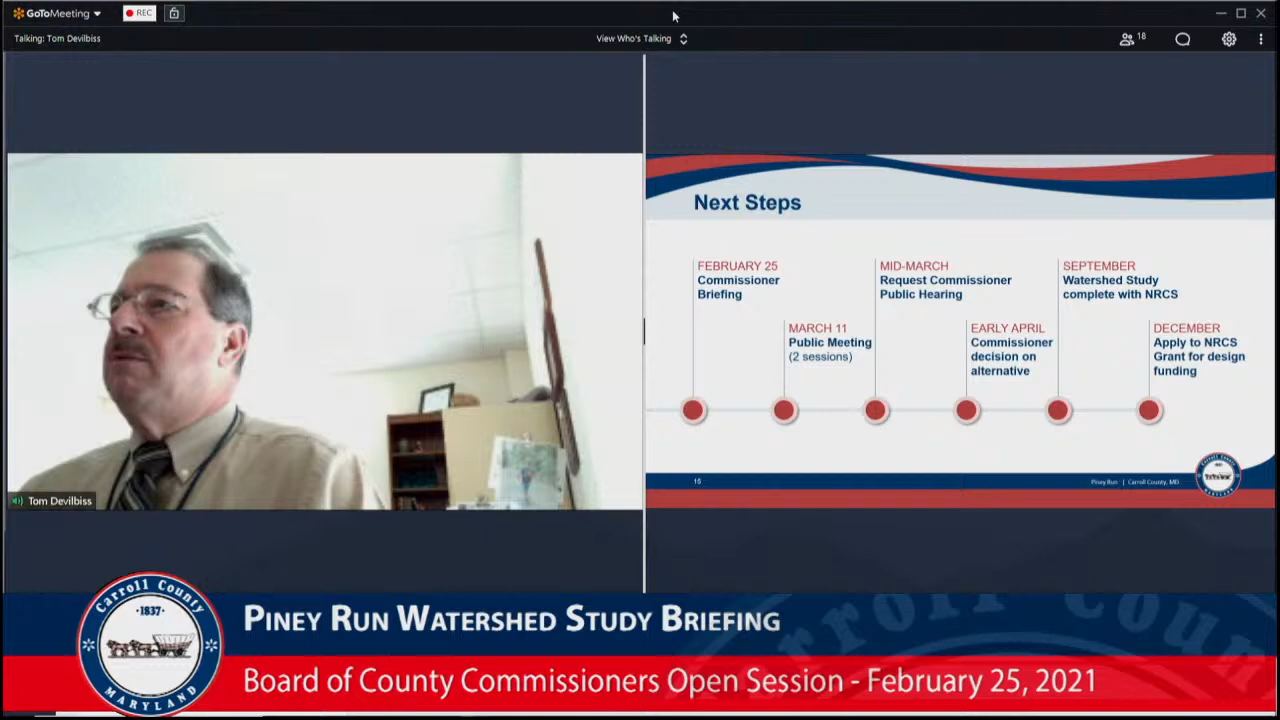 GoToMeeting
REC
Talking: Tom Devilbiss
View Who's Talking
18
Next Steps
FEBRUARY 25
Commissioner
Briefing
MARCH 11
Public Meeting
(2 sessions)
MID-MARCH
Request Commissioner
Public Hearing
EARLY APRIL
Commissioner
decision on
alternative
SEPTEMBER
Watershed Study
complete with NRCS
DECEMBER
Apply to NRCS
Grant for design
funding
Tom Devilbiss
16
Piney Run | Carroll County, MD
MARYLAND
Carroll County
1837
MARYLAND
PINEY RUN WATERSHED STUDY BRIEFING
Board of County Commissioners Open Session - February 25, 2021